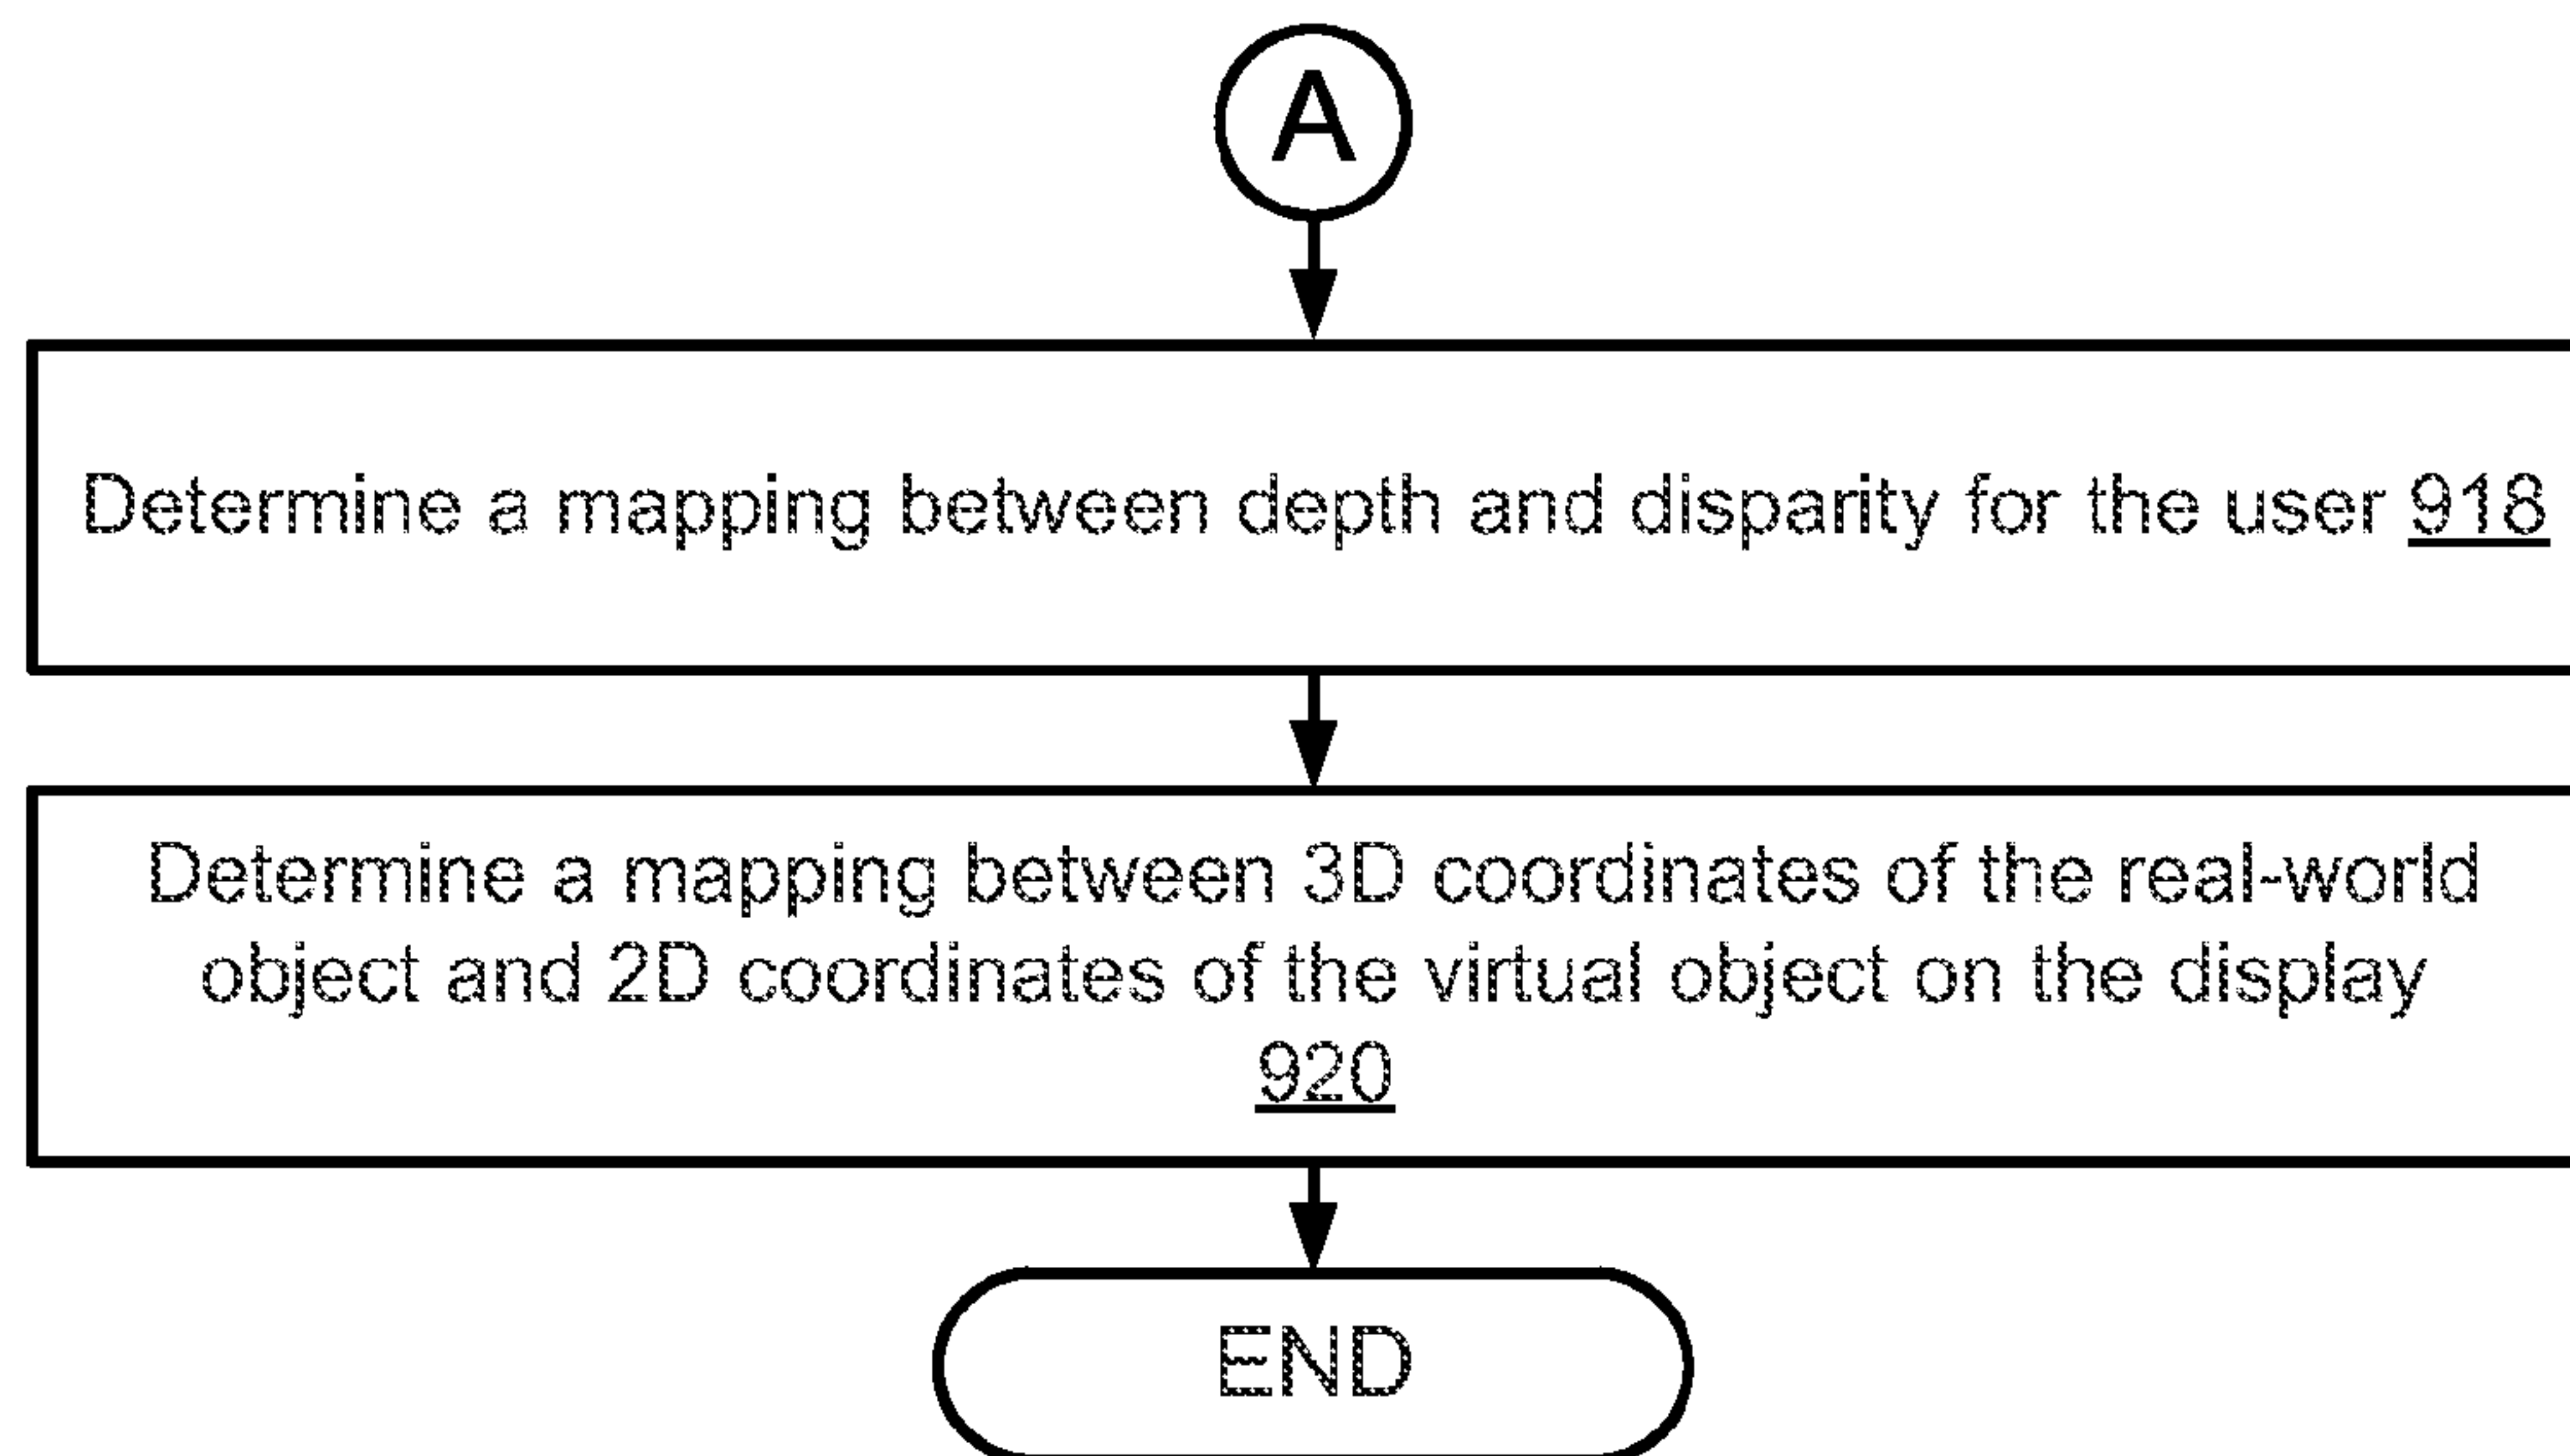 A
Determine a mapping between depth and disparity for the user 918
Determine a mapping between 3D coordinates of the real-world
object and 2D coordinates of the virtual object on the display
920
END